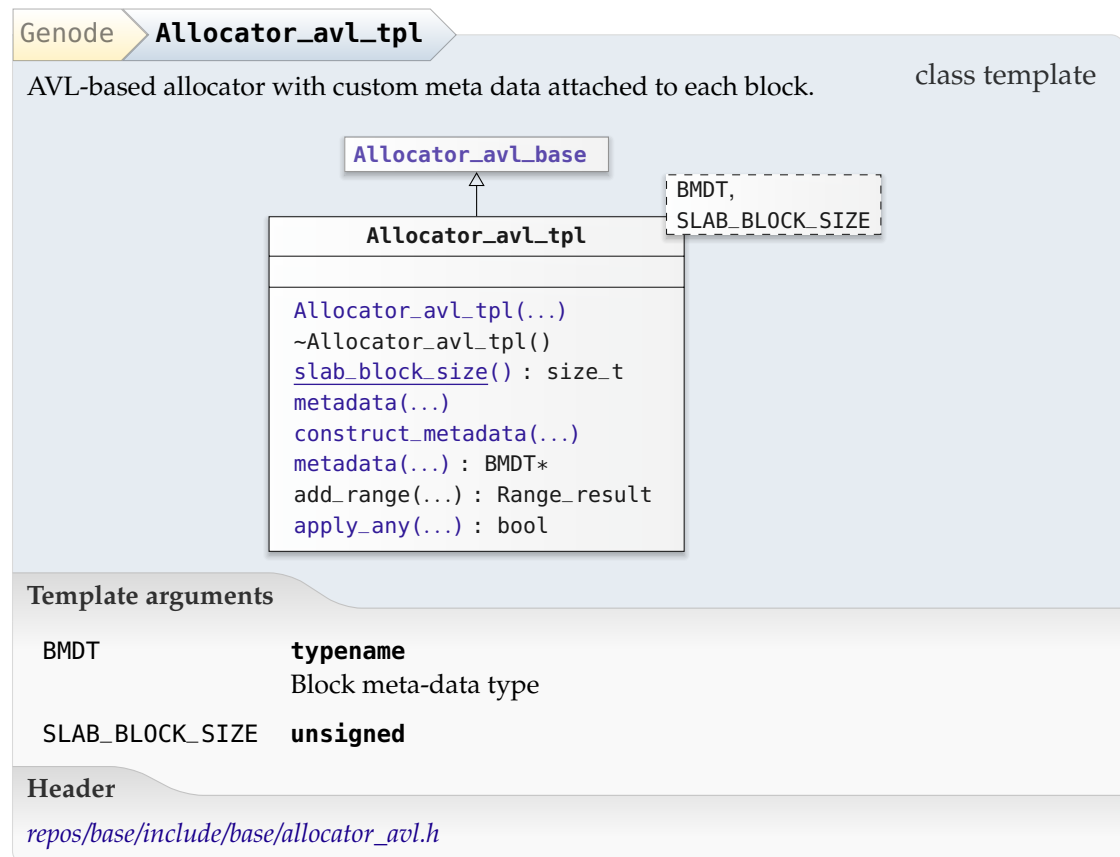 Genode Allocator_avl_tpl
class template
AVL-based allocator with custom meta data attached to each block.
Allocator_avl_base
BMDT,
SLAB_BLOCK_SIZE
Allocator_avl_tpl
Allocator_avl_tpl(...)
~Allocator_avl_tpl()
slab_block_size() : size_t
metadata(...)
construct_metadata(...)
metadata(...) : BMDT*
add_range(...) : Range_result
apply_any(...) : bool
Template arguments
BMDT typename
Block meta-data type
SLAB_BLOCK_SIZE unsigned
Header
repos/base/include/base/allocator_avl.h